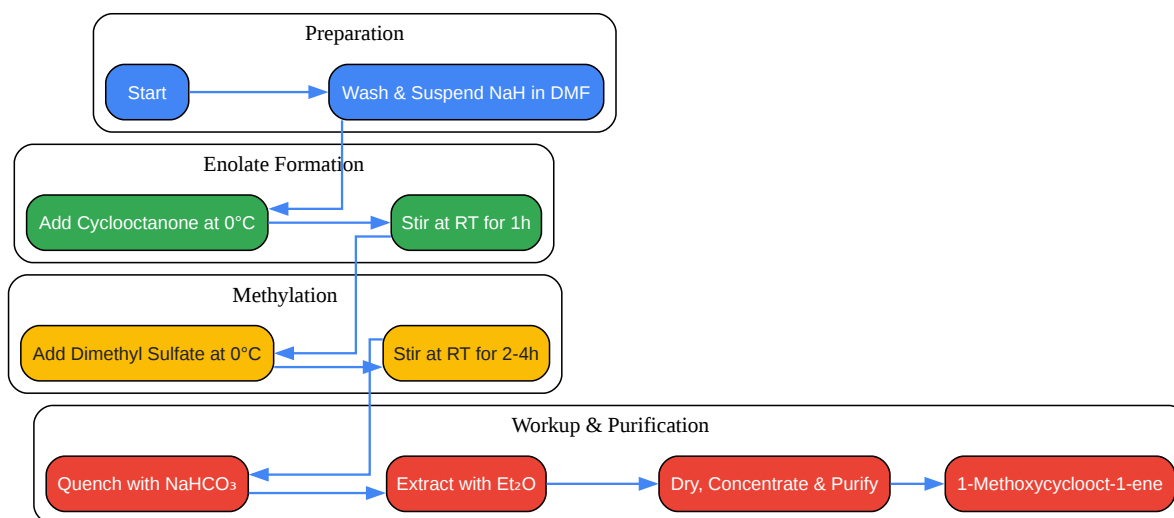 Preparation
Start
Wash & Suspend NaH in DMF
Enolate Formation
Add Cyclooctanone at 0°C
Stir at RT for 1h
Methylation
Add Dimethyl Sulfate at 0°C
Stir at RT for 2-4h
Workup & Purification
Quench with NaHCO₃
Extract with Et₂O
Dry, Concentrate & Purify
1-Methoxycyclooct-1-ene